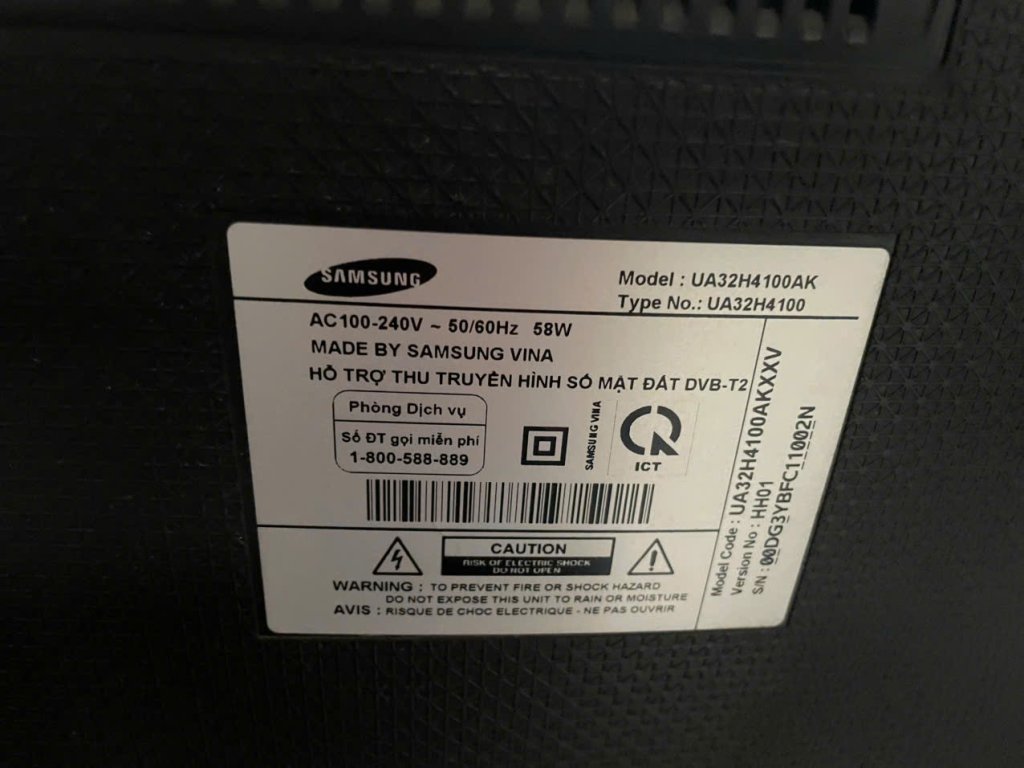 SAMSUNG
Model : UA32H4100AK
Type No.: UA32H4100
AC100-240V ~ 50/60Hz 58W
MADE BY SAMSUNG VINA
HỖ TRỢ THU TRUYỀN HÌNH SỐ MẶT ĐẤT DVB-T2
Phòng Dịch vụ
Số ĐT gọi miễn phí
1-800-588-889
SAMSUNG VINA
ICT
CAUTION
RISK OF ELECTRIC SHOCK
DO NOT OPEN
WARNING : TO PREVENT FIRE OR SHOCK HAZARD
DO NOT EXPOSE THIS UNIT TO RAIN OR MOISTURE
AVIS : RISQUE DE CHOC ELECTRIQUE - NE PAS OUVRIR
Model Code : UA32H4100AKXXXV
Version No : HH01
S/N : 00DG3YBFC11002N